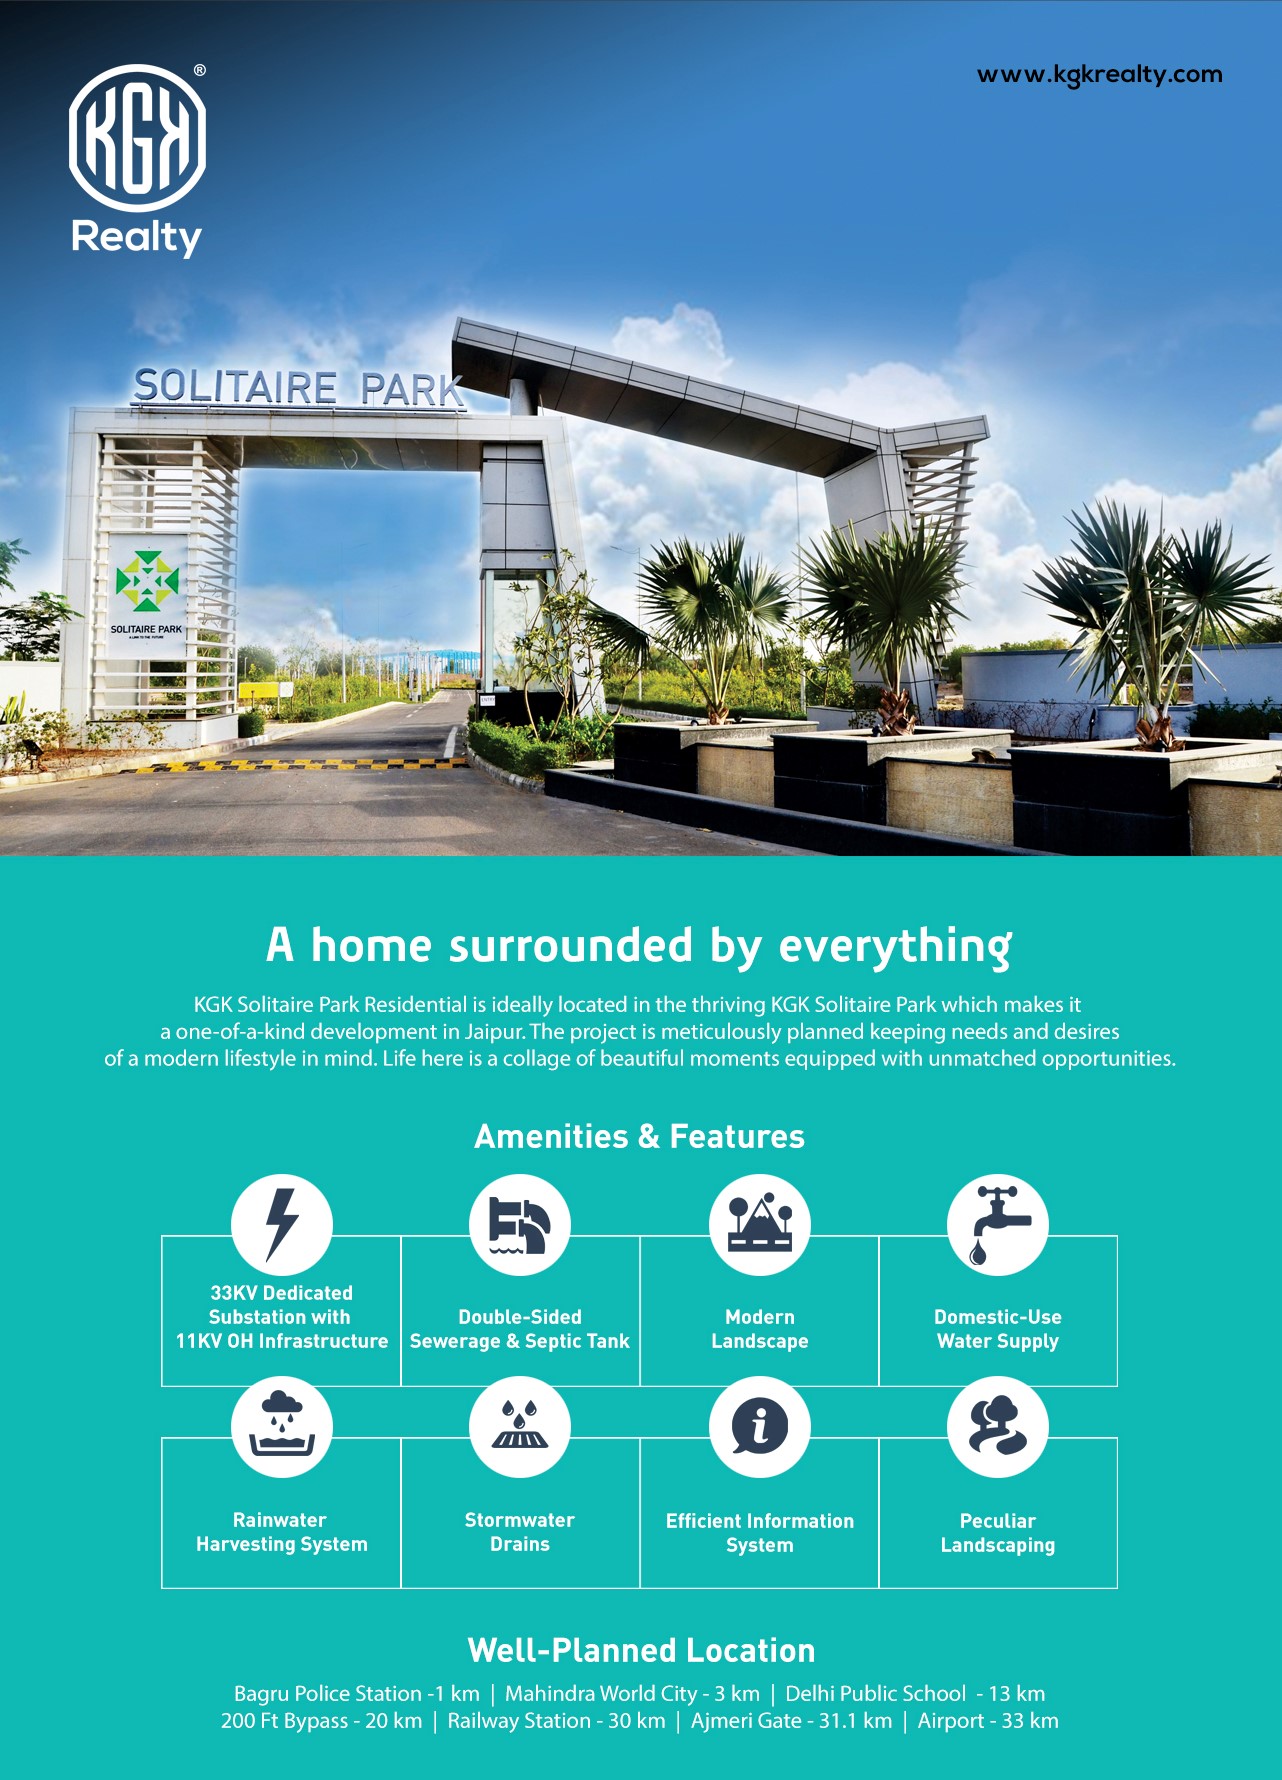 KGK
®
Realty
www.kgkrealty.com
SOLITAIRE PARK
SOLITAIRE PARK
A LINK TO THE FUTURE
ENTRY
A home surrounded by everything
KGK Solitaire Park Residential is ideally located in the thriving KGK Solitaire Park which makes it
a one-of-a-kind development in Jaipur. The project is meticulously planned keeping needs and desires
of a modern lifestyle in mind. Life here is a collage of beautiful moments equipped with unmatched opportunities.
Amenities & Features
33KV Dedicated
Substation with
11KV OH Infrastructure
Double-Sided
Sewerage & Septic Tank
Modern
Landscape
Domestic-Use
Water Supply
Rainwater
Harvesting System
Stormwater
Drains
Efficient Information
System
Peculiar
Landscaping
Well-Planned Location
Bagru Police Station -1 km | Mahindra World City - 3 km | Delhi Public School - 13 km
200 Ft Bypass - 20 km | Railway Station - 30 km | Ajmeri Gate - 31.1 km | Airport - 33 km